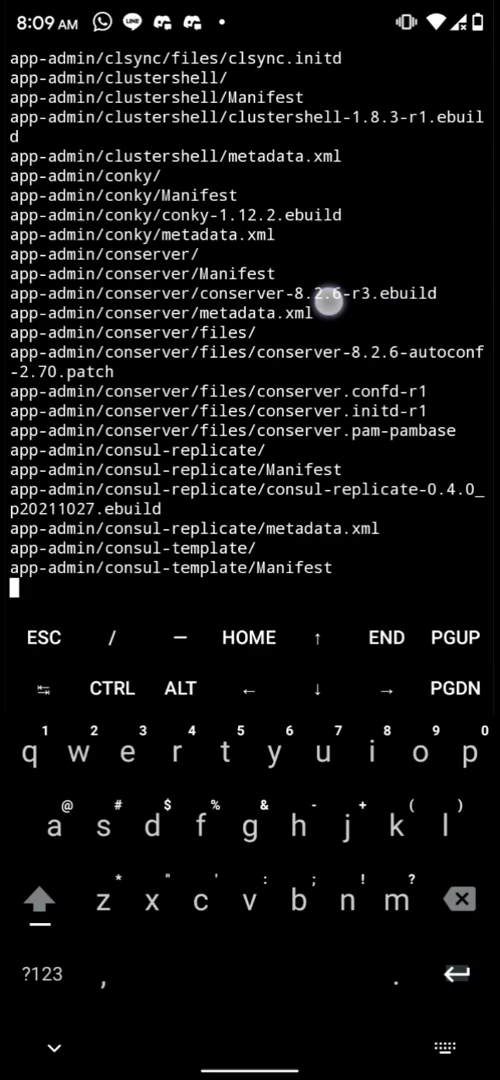 8:09 AM
app-admin/clsync/files/clsync.initd
app-admin/clustershell/
app-admin/clustershell/Manifest
app-admin/clustershell/clustershell-1.8.3-r1.ebuil
d
app-admin/clustershell/metadata.xml
app-admin/conky/
app-admin/conky/Manifest
app-admin/conky/conky-1.12.2.ebuild
app-admin/conky/metadata.xml
app-admin/conserver/
app-admin/conserver/Manifest
app-admin/conserver/conserver-8.2.6-r3.ebuild
app-admin/conserver/metadata.xml
app-admin/conserver/files/
app-admin/conserver/files/conserver-8.2.6-autoconf
-2.70.patch
app-admin/conserver/files/conserver.confd-r1
app-admin/conserver/files/conserver.initd-r1
app-admin/conserver/files/conserver.pam-pambase
app-admin/consul-replicate/
app-admin/consul-replicate/Manifest
app-admin/consul-replicate/consul-replicate-0.4.0_
p20211027.ebuild
app-admin/consul-replicate/metadata.xml
app-admin/consul-template/
app-admin/consul-template/Manifest
ESC / — HOME ↑ END PGUP
↹ CTRL ALT ← ↓ → PGDN
1 2 3 4 5 6 7 8 9 0
q w e r t y u i o p
@ # $ % & - + ( )
a s d f g h j k l
* " ' : ; ! ?
z x c v b n m
?123 , .